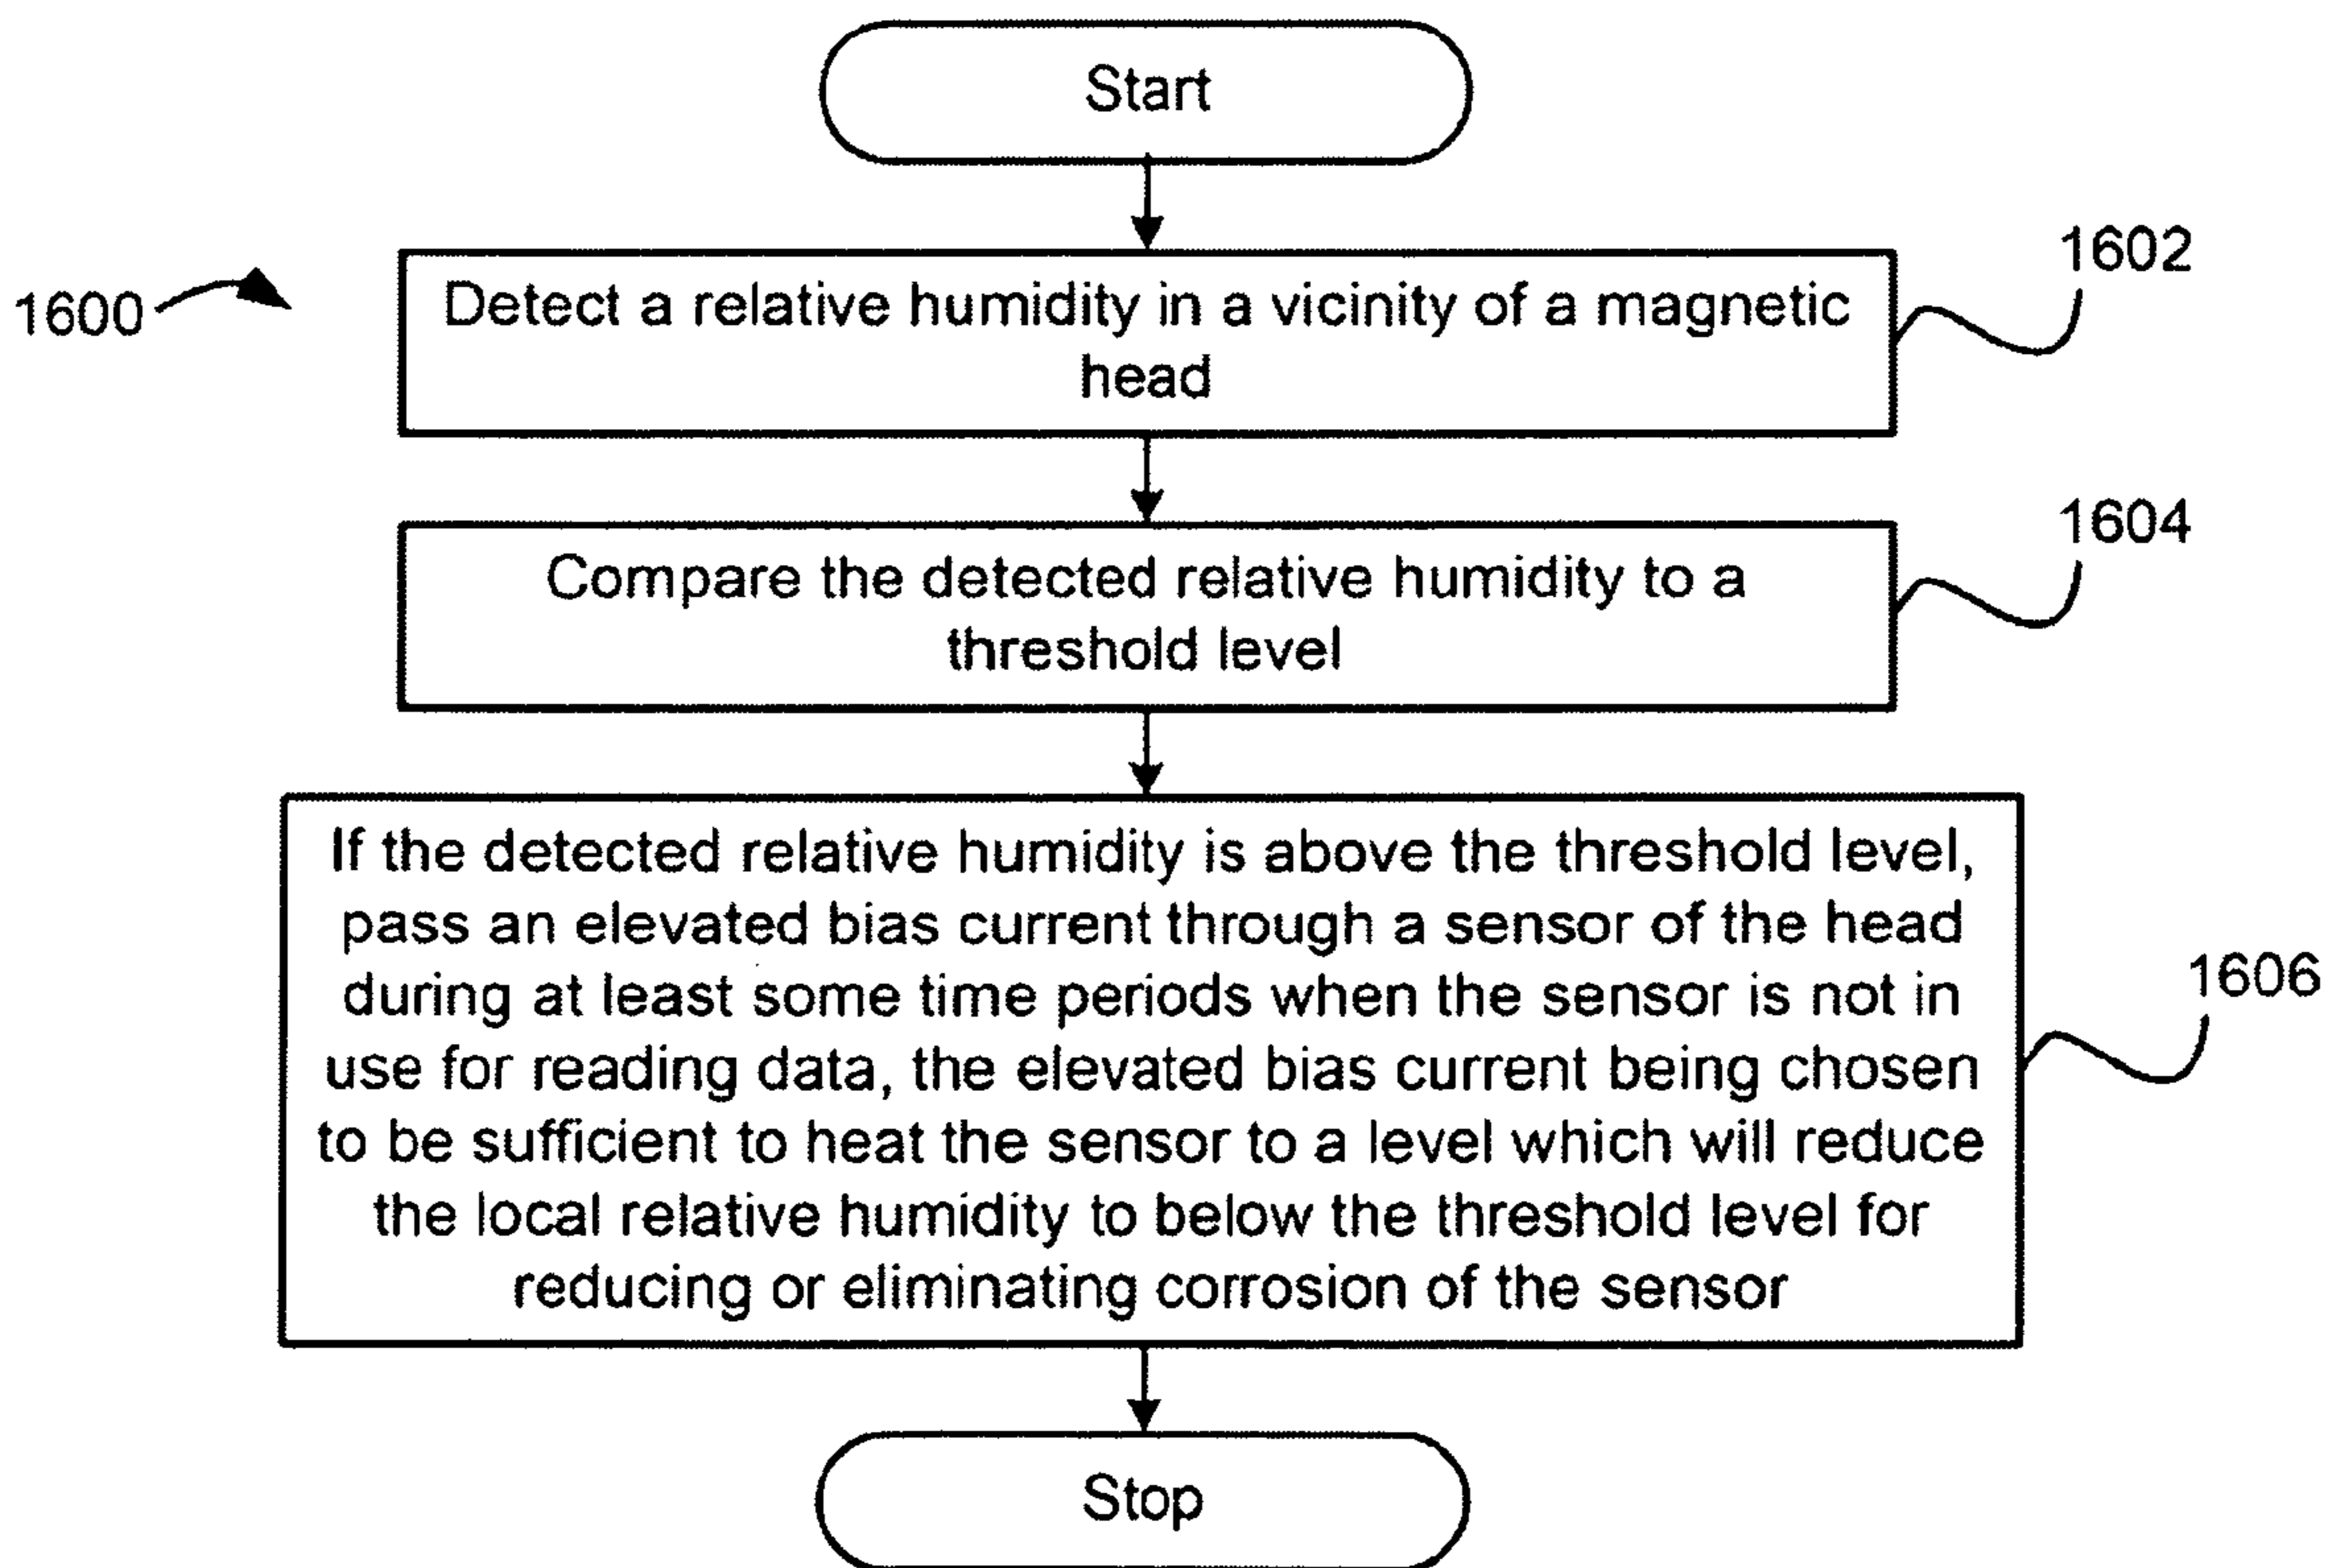 Start
1600
1602
Detect a relative humidity in a vicinity of a magnetic
head
1604
Compare the detected relative humidity to a
threshold level
If the detected relative humidity is above the threshold level,
pass an elevated bias current through a sensor of the head
during at least some time periods when the sensor is not in
use for reading data, the elevated bias current being chosen
to be sufficient to heat the sensor to a level which will reduce
the local relative humidity to below the threshold level for
reducing or eliminating corrosion of the sensor
1606
Stop